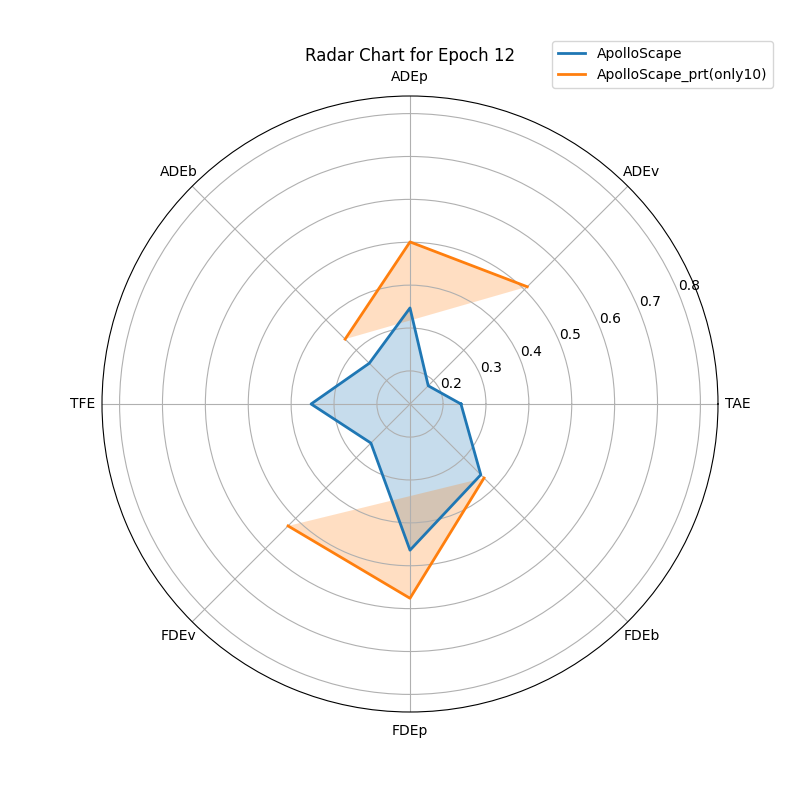 Radar Chart for Epoch 12
ApolloScape
ApolloScape_prt(only10)
ADEp
ADEb
ADEv
0.8
0.7
0.6
0.5
0.4
0.3
0.2
TFE
TAE
FDEv
FDEb
FDEp